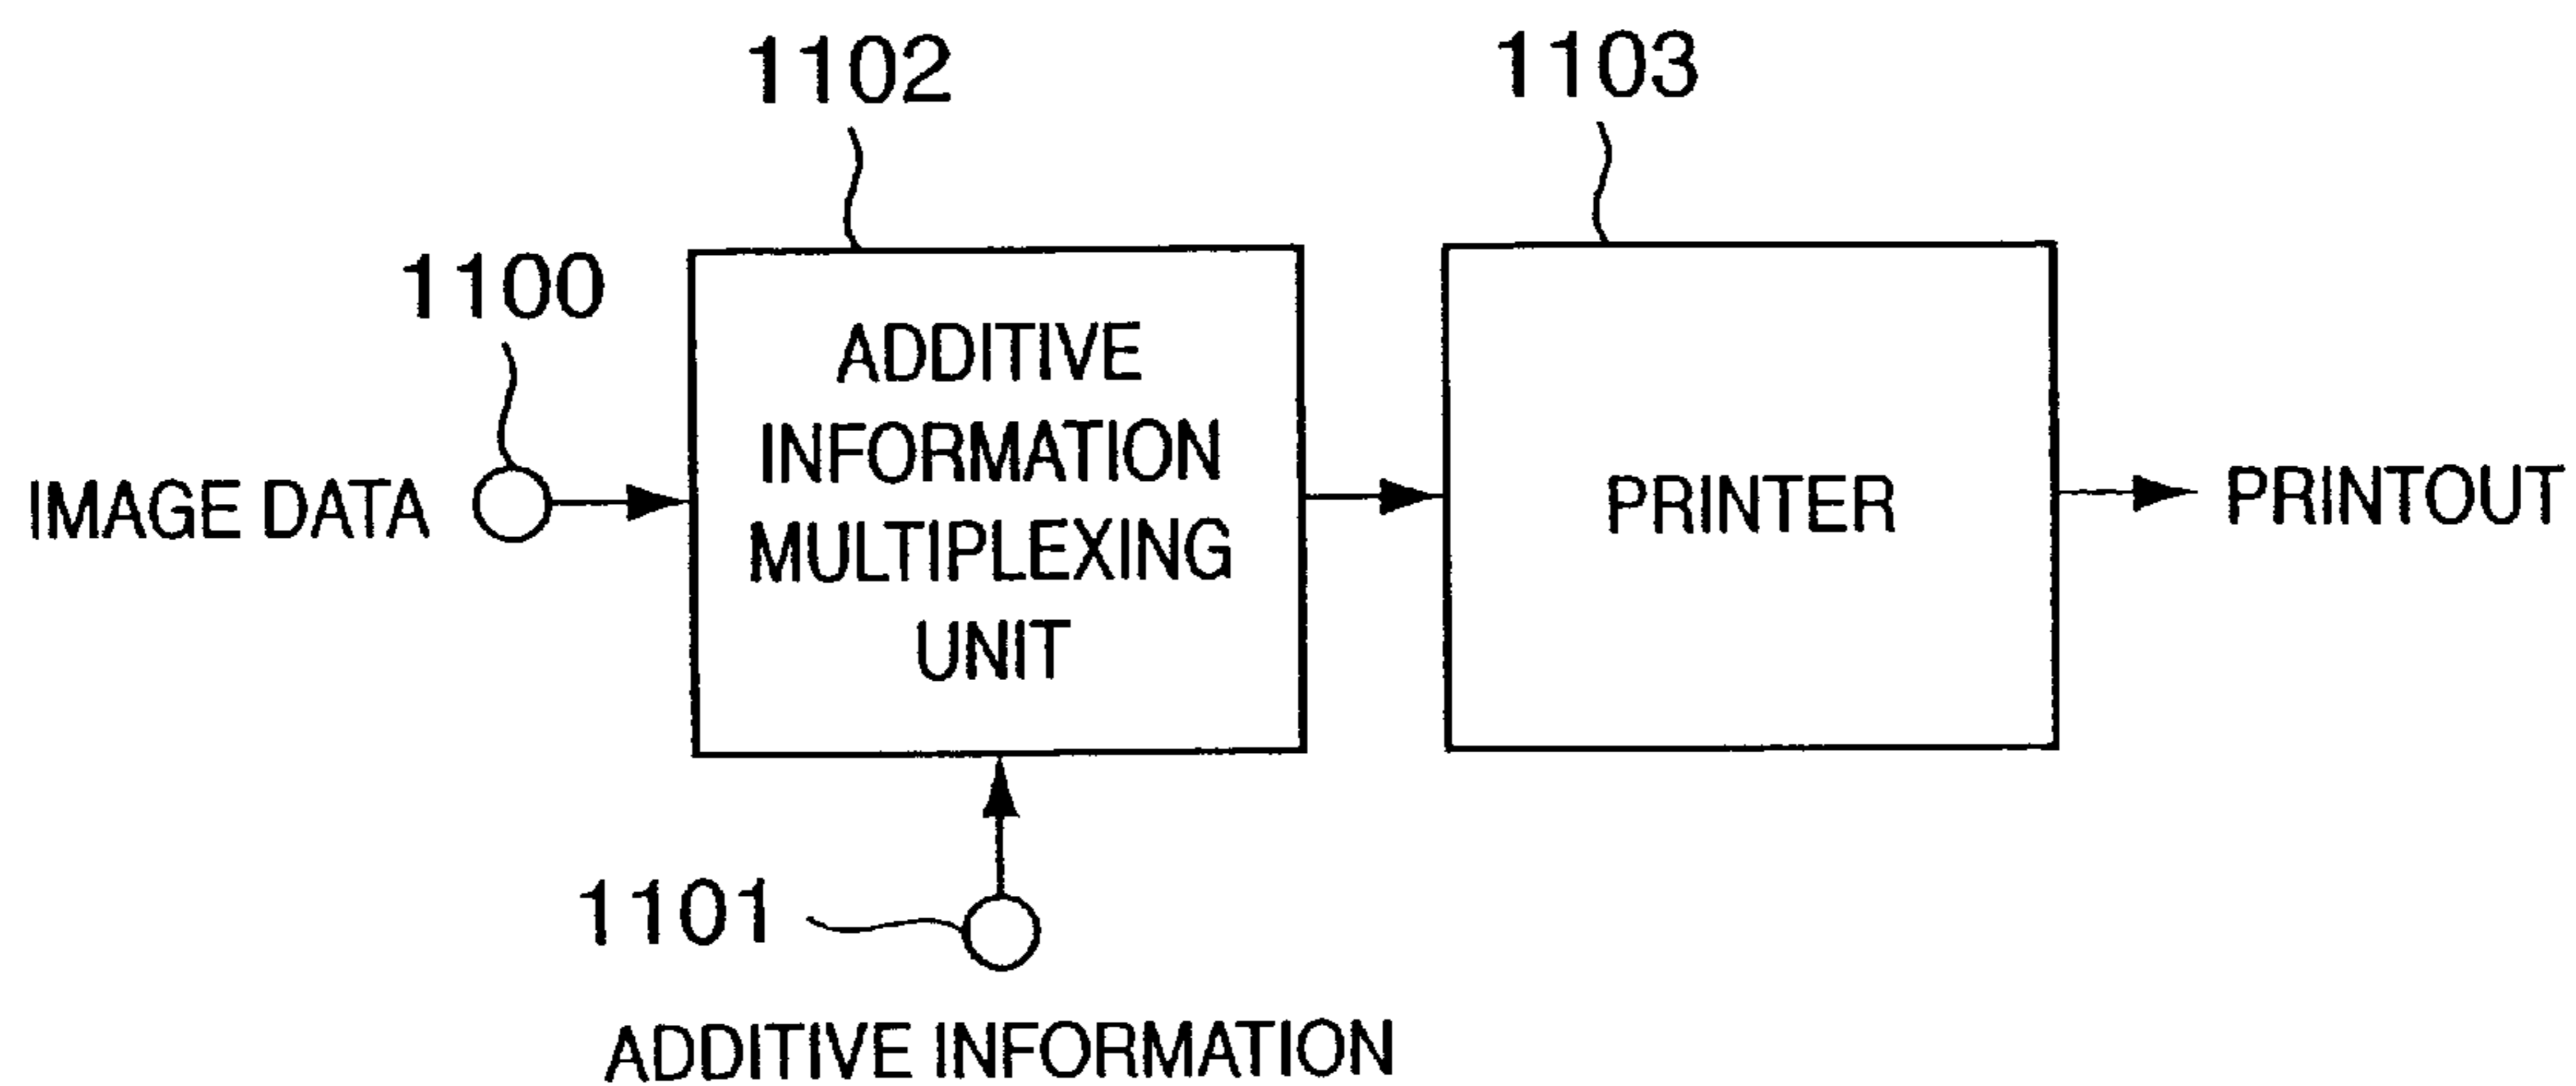 1102
1103
1100
ADDITIVE
INFORMATION
MULTIPLEXING
UNIT
IMAGE DATA
PRINTER
PRINTOUT
1101
ADDITIVE INFORMATION